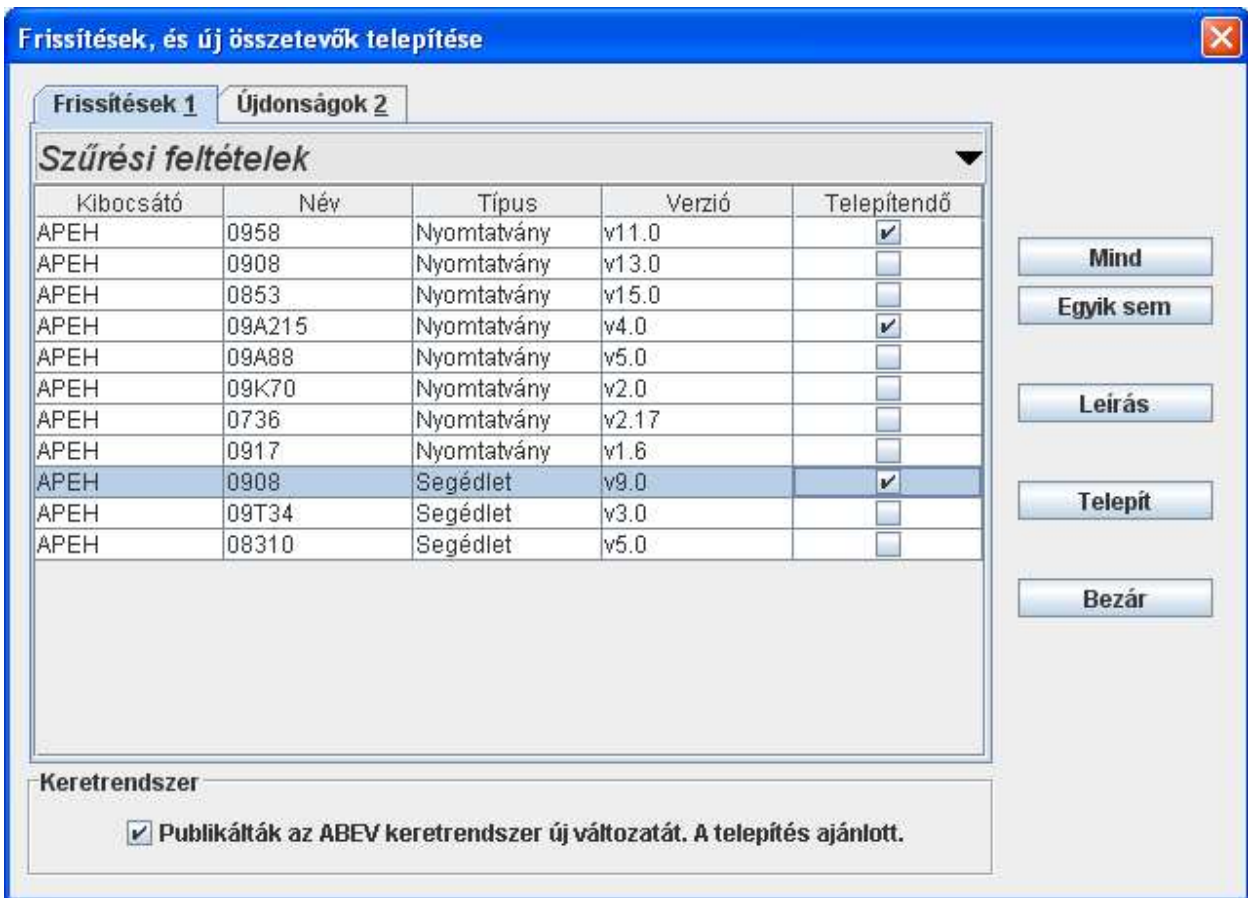 Frissítések, és új összetevők telepítése
Frissítések 1 Újdonságok 2
Szűrési feltételek
Kibocsátó Név Típus Verzió Telepítendő
APEH 0958 Nyomtatvány v11.0
APEH 0908 Nyomtatvány v13.0
Mind
APEH 0853 Nyomtatvány v15.0
Egyik sem
APEH 09A215 Nyomtatvány v4.0
APEH 09A88 Nyomtatvány v5.0
APEH 09K70 Nyomtatvány v2.0
Leírás
APEH 0736 Nyomtatvány v2.17
APEH 0917 Nyomtatvány v1.6
APEH 0908 Segédlet v9.0
Telepít
APEH 09T34 Segédlet v3.0
APEH 08310 Segédlet v5.0
Bezár
Keretrendszer
Publikálták az ABEV keretrendszer új változatát. A telepítés ajánlott.